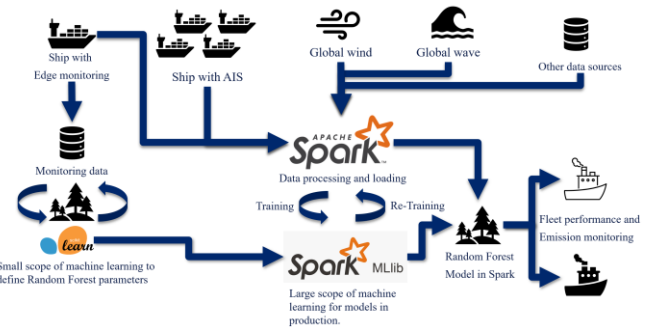 Ship with
Edge monitoring
Ship with AIS
Global wind
Global wave
Other data sources
APACHE
Spark
Data processing and loading
Monitoring data
Training
Re-Training
learn
Small scope of machine learning to
define Random Forest parameters
Spark MLlib
Large scope of machine
learning for models in
production.
Random Forest
Model in Spark
Fleet performance and
Emission monitoring